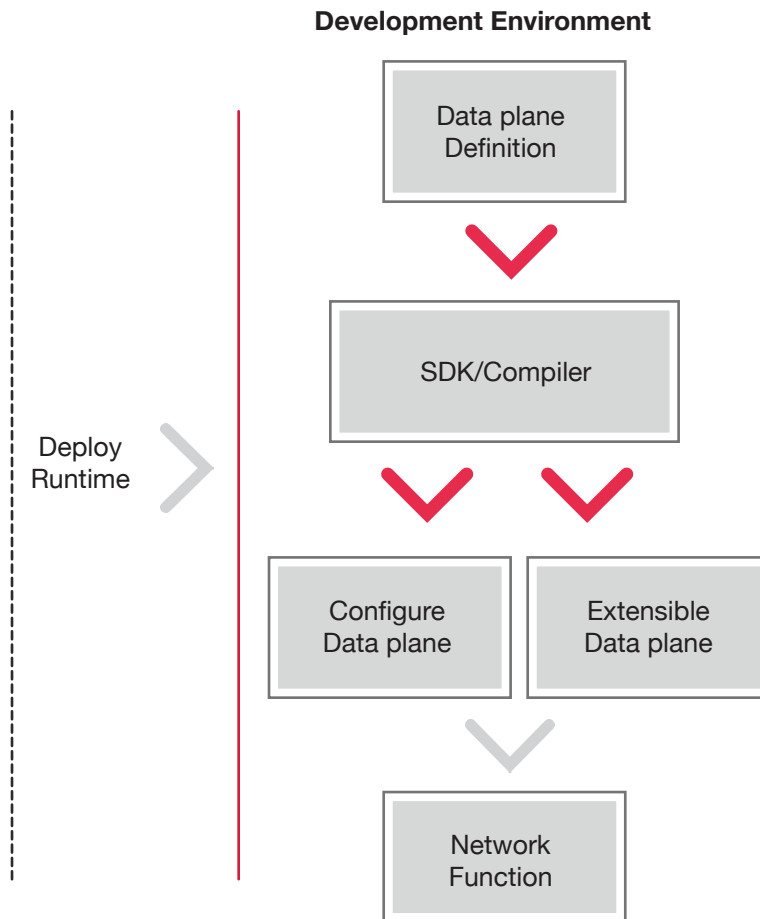 Development Environment
Data plane
Definition
SDK/Compiler
Deploy
Runtime
Configure
Data plane
Extensible
Data plane
Network
Function